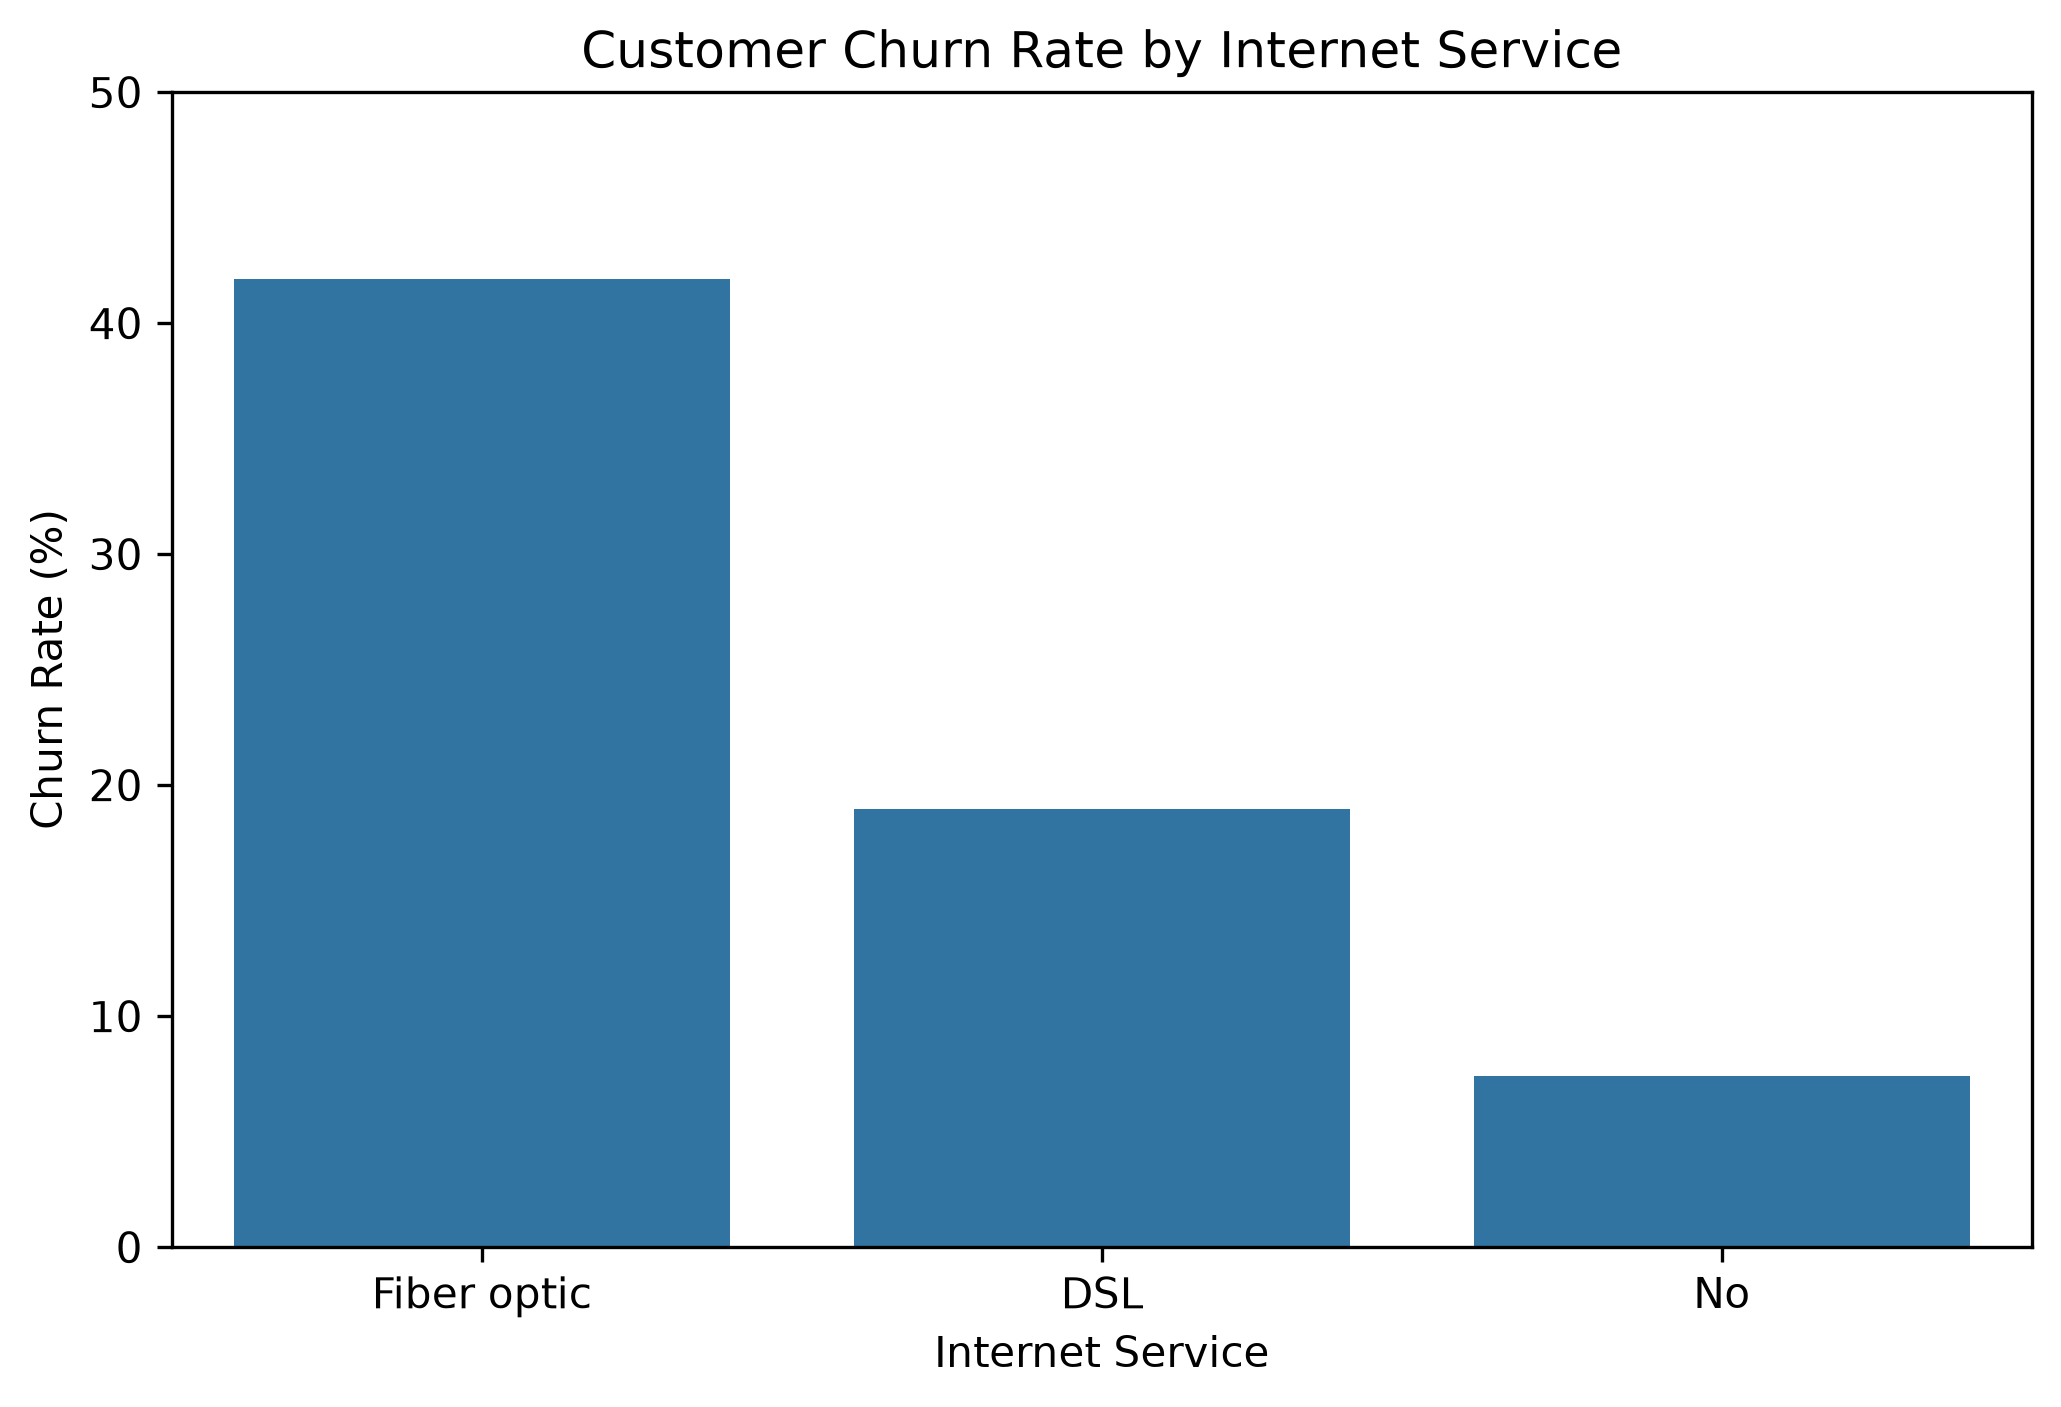 Customer Churn Rate by Internet Service
50
40
30
20
10
0
Churn Rate (%)
Fiber optic
DSL
No
Internet Service